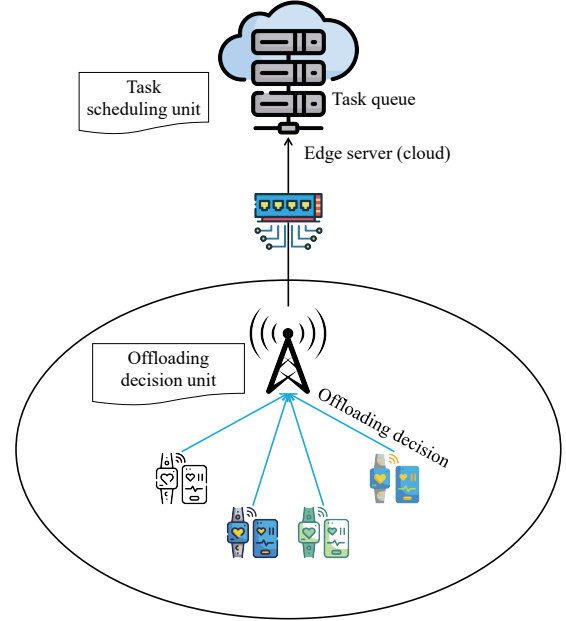 Task
scheduling unit
Task queue
Edge server (cloud)
Offloading
decision unit
Offloading decision